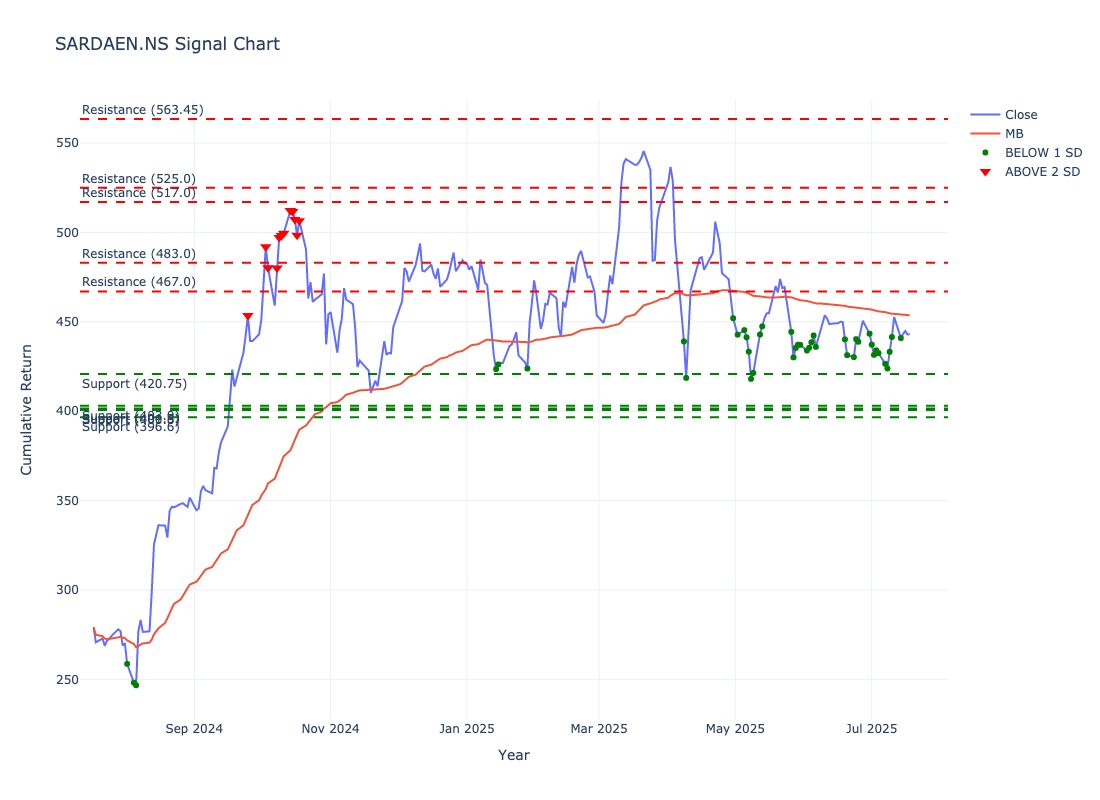 SARDAEN.NS Signal Chart
Resistance (563.45)
Resistance (525.0)
Resistance (517.0)
Resistance (483.0)
Resistance (467.0)
Support (420.75)
Support (396.6)
Close
MB
BELOW 1 SD
ABOVE 2 SD
550
500
450
400
350
300
250
Cumulative Return
Sep 2024
Nov 2024
Jan 2025
Mar 2025
May 2025
Jul 2025
Year